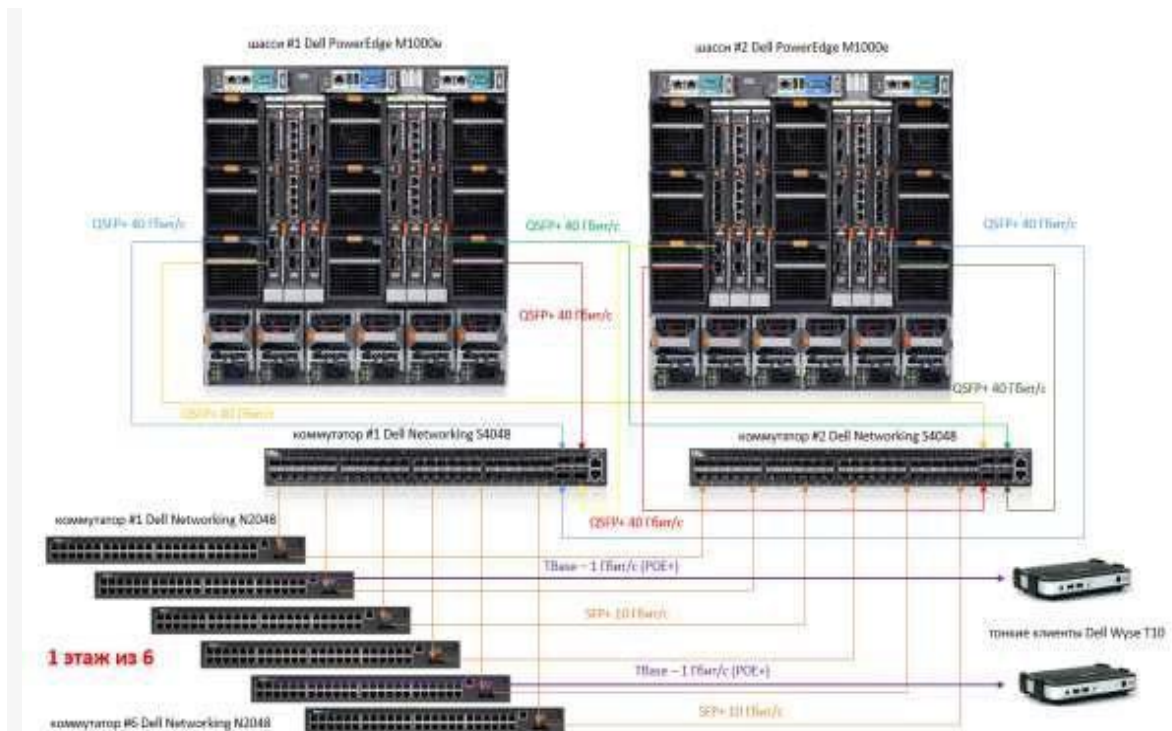 шасси #1 Dell PowerEdge M1000e
шасси #2 Dell PowerEdge M1000e
QSFP+ 40 Гбит/с
QSFP+ 40 Гбит/с
QSFP+ 40 Гбит/с
QSFP+ 40 Гбит/с
QSFP+ 40 Гбит/с
QSFP+ 40 Гбит/с
коммутатор #1 Dell Networking S4048
коммутатор #2 Dell Networking S4048
QSFP+ 40 Гбит/с
коммутатор #1 Dell Networking N2048
TBase – 1 Гбит/с (POE+)
SFP+ 10 Гбит/с
тонкие клиенты Dell Wyse T10
1 этаж из 6
TBase – 1 Гбит/с (POE+)
SFP+ 10 Гбит/с
коммутатор #6 Dell Networking N2048